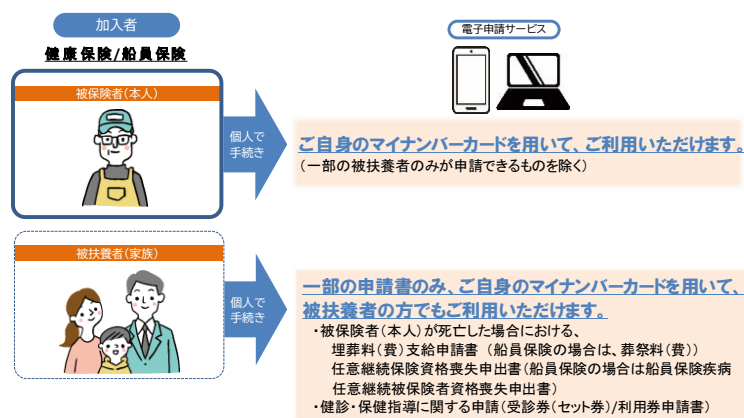 加入者
健康保険/船員保険
電子申請サービス
被保険者(本人)
個人で
手続き
ご自身のマイナンバーカードを用いて、ご利用いただけます。
(一部の被扶養者のみが申請できるものを除く)
被扶養者(家族)
個人で
手続き
一部の申請書のみ、ご自身のマイナンバーカードを用いて、
被扶養者の方でもご利用いただけます。
・被保険者(本人)が死亡した場合における、
埋葬料(費)支給申請書 (船員保険の場合は、葬祭料(費))
任意継続保険資格喪失申出書(船員保険の場合は船員保険疾病
任意継続被保険者資格喪失申出書)
・健診・保健指導に関する申請(受診券(セット券)/利用券申請書)